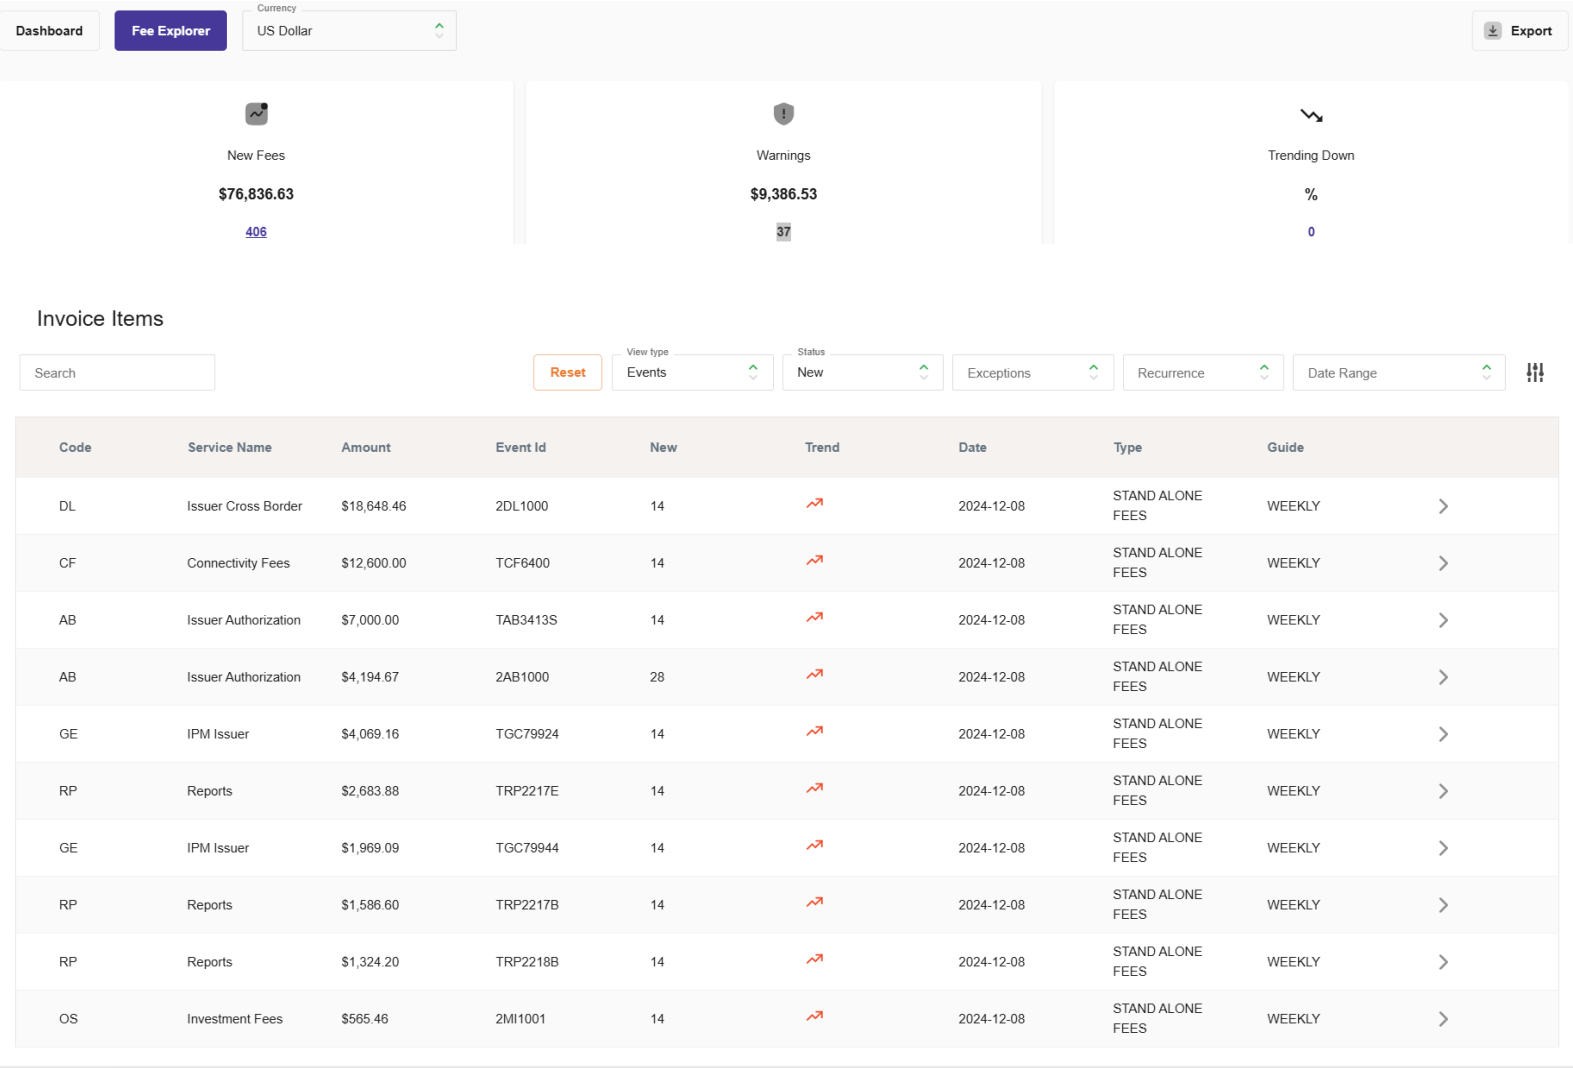 Dashboard Fee Explorer Currency US Dollar Export
New Fees Warnings Trending Down
$76,836.63 $9,386.53 %
406 37 0
Invoice Items
Search Reset View type Events Status New Exceptions Recurrence Date Range
Code Service Name Amount Event Id New Trend Date Type Guide
DL Issuer Cross Border $18,648.46 2DL1000 14 2024-12-08 STAND ALONE FEES WEEKLY
CF Connectivity Fees $12,600.00 TCF6400 14 2024-12-08 STAND ALONE FEES WEEKLY
AB Issuer Authorization $7,000.00 TAB3413S 14 2024-12-08 STAND ALONE FEES WEEKLY
AB Issuer Authorization $4,194.67 2AB1000 28 2024-12-08 STAND ALONE FEES WEEKLY
GE IPM Issuer $4,069.16 TGC79924 14 2024-12-08 STAND ALONE FEES WEEKLY
RP Reports $2,683.88 TRP2217E 14 2024-12-08 STAND ALONE FEES WEEKLY
GE IPM Issuer $1,969.09 TGC79944 14 2024-12-08 STAND ALONE FEES WEEKLY
RP Reports $1,586.60 TRP2217B 14 2024-12-08 STAND ALONE FEES WEEKLY
RP Reports $1,324.20 TRP2218B 14 2024-12-08 STAND ALONE FEES WEEKLY
OS Investment Fees $565.46 2MI1001 14 2024-12-08 STAND ALONE FEES WEEKLY